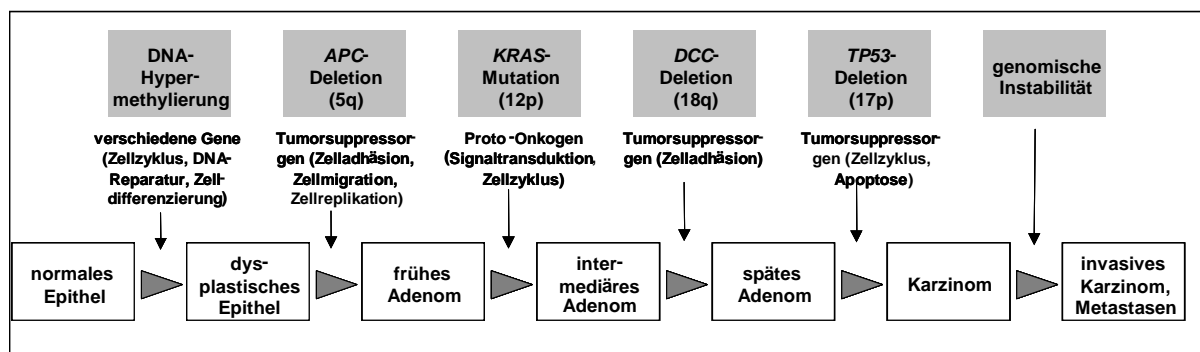 DNA-
Hyper-
methylierung
APC-
Deletion
(5q)
KRAS-
Mutation
(12p)
DCC-
Deletion
(18q)
TP53-
Deletion
(17p)
genomische
Instabilität
verschiedene Gene
(Zellzyklus, DNA-
Reparatur, Zell-
differenzierung)
Tumorsuppressor-
gen (Zelladhäsion,
Zellmigration,
Zellreplikation)
Proto-Onkogen
(Signaltransduktion,
Zellzyklus)
Tumorsuppressor-
gen (Zelladhäsion)
Tumorsuppressor-
gen (Zellzyklus,
Apoptose)
normales
Epithel
dys-
plastisches
Epithel
frühes
Adenom
inter-
mediäres
Adenom
spätes
Adenom
Karzinom
invasives
Karzinom,
Metastasen